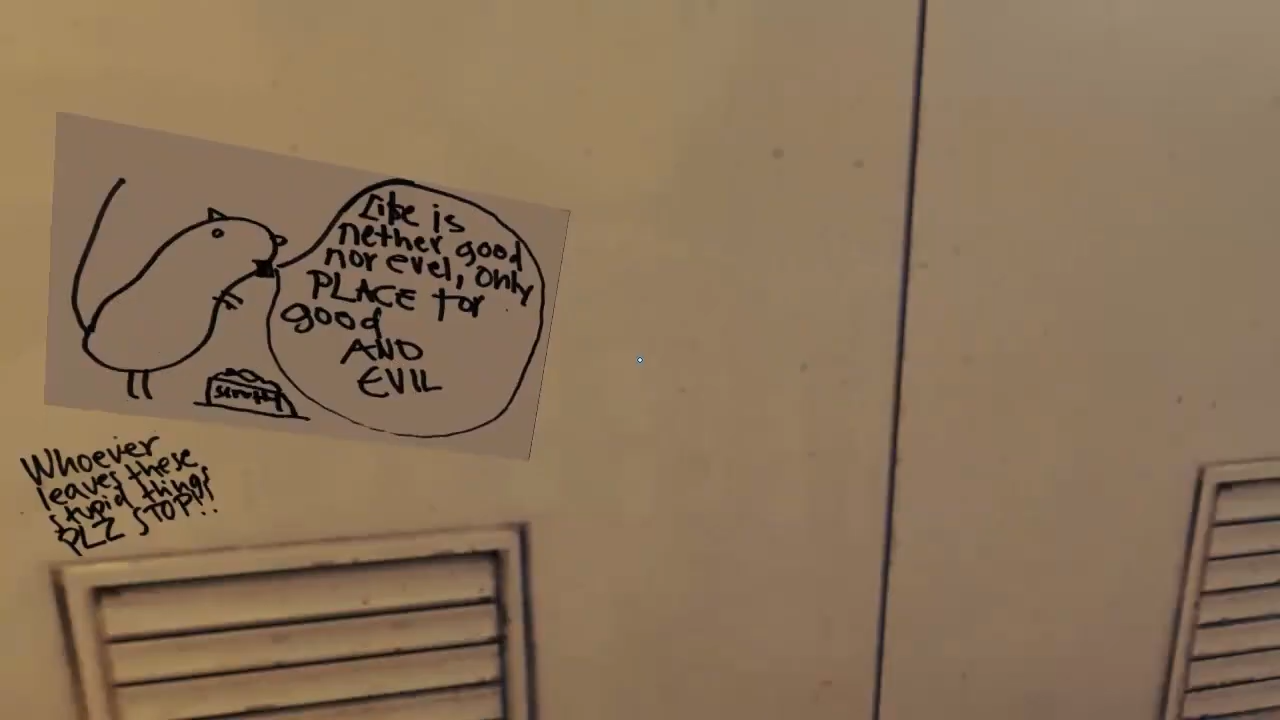 Life is
nether good
nor evel, only
PLACE for
good
AND
EVIL
Whoever
leaves these
stupid things
PLZ STOP!!